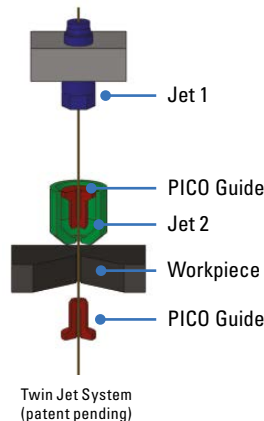 Jet 1
PICO Guide
Jet 2
Workpiece
PICO Guide
Twin Jet System
(patent pending)